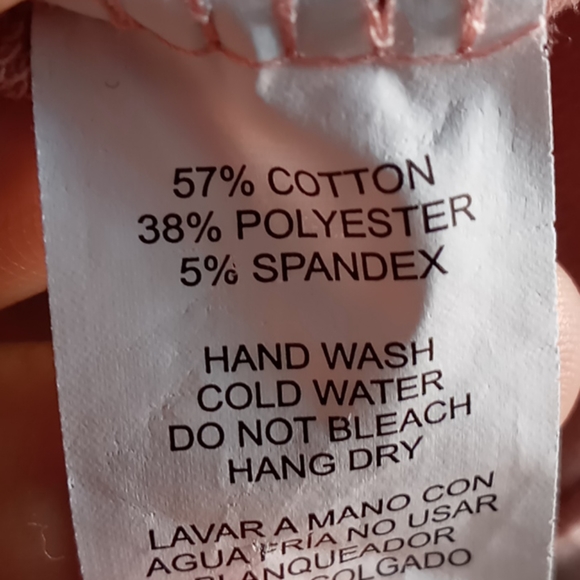 57% COTTON
38% POLYESTER
5% SPANDEX
HAND WASH
COLD WATER
DO NOT BLEACH
HANG DRY
LAVAR A MANO CON
AGUA FRÍA NO USAR
BLANQUEADOR